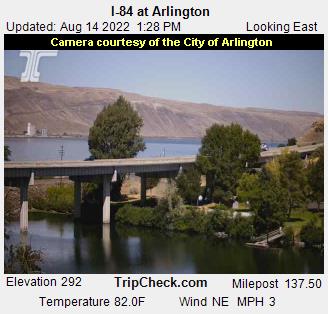 I-84 at Arlington
Updated: Aug 14 2022 1:28 PM Looking East
Camera courtesy of the City of Arlington
Elevation 292 TripCheck.com Milepost 137.50
Temperature 82.0F Wind NE MPH 3